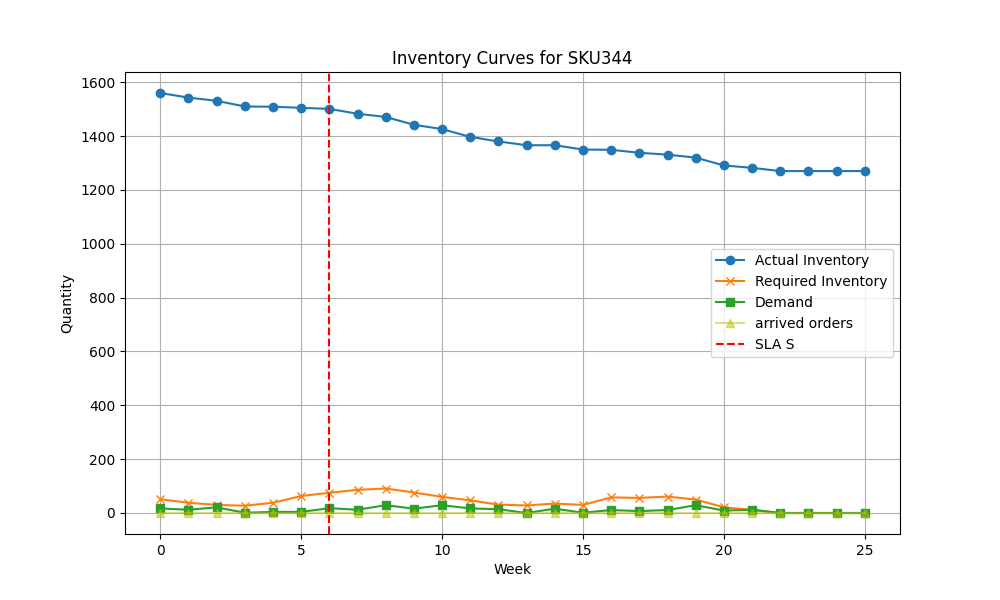 Inventory Curves for SKU344
Quantity
1600
1400
1200
1000
800
600
400
200
0
Actual Inventory
Required Inventory
Demand
arrived orders
SLA S
0 5 10 15 20 25
Week